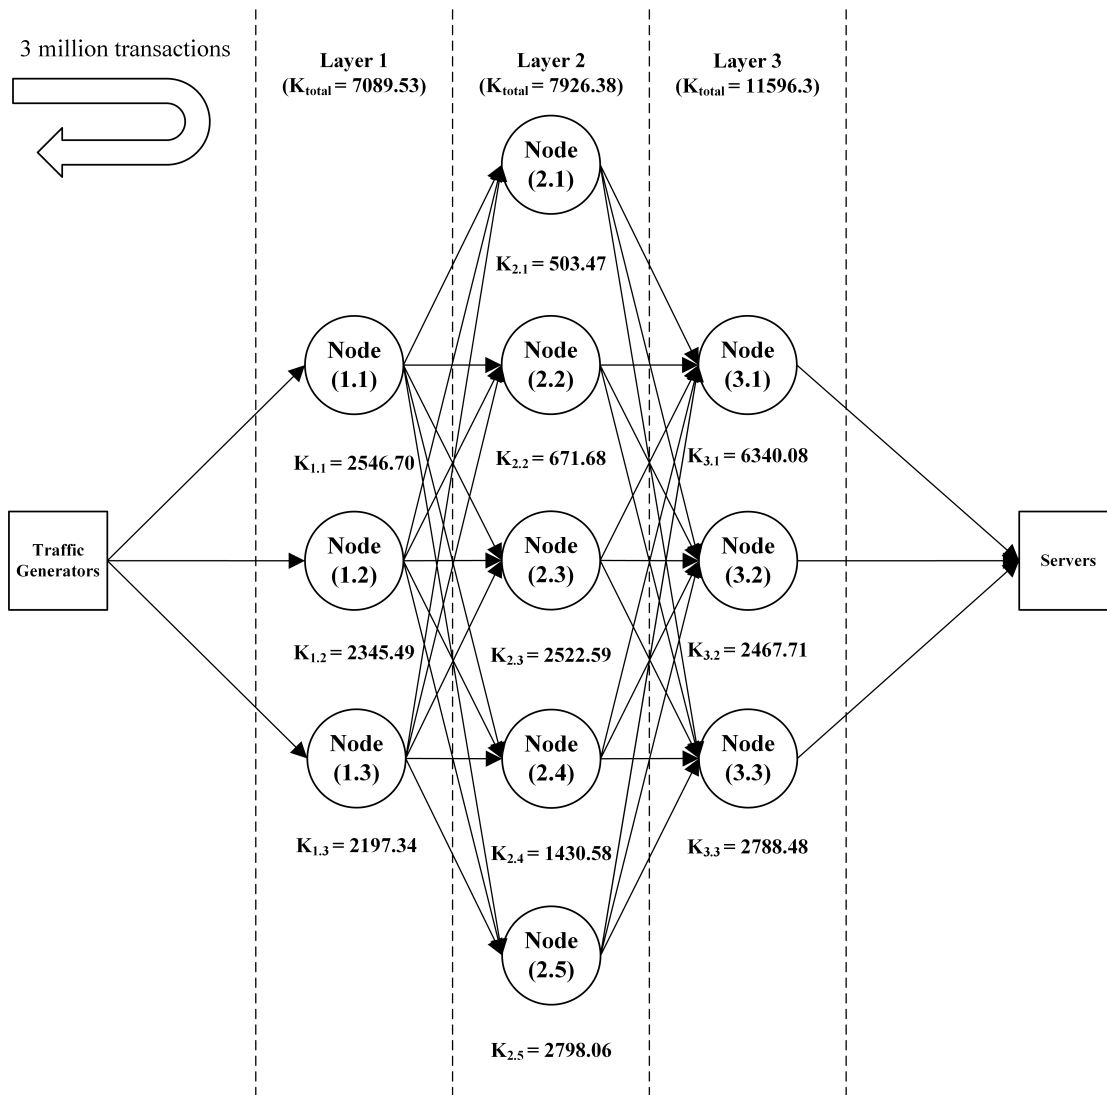 3 million transactions
Layer 1
(Ktotal = 7089.53)
Layer 2
(Ktotal = 7926.38)
Layer 3
(Ktotal = 11596.3)
Node
(2.1)
K2.1 = 503.47
Node
(1.1)
Node
(2.2)
Node
(3.1)
K1.1 = 2546.70
K2.2 = 671.68
K3.1 = 6340.08
Traffic
Generators
Node
(1.2)
Node
(2.3)
Node
(3.2)
Servers
K1.2 = 2345.49
K2.3 = 2522.59
K3.2 = 2467.71
Node
(1.3)
Node
(2.4)
Node
(3.3)
K1.3 = 2197.34
K2.4 = 1430.58
K3.3 = 2788.48
Node
(2.5)
K2.5 = 2798.06